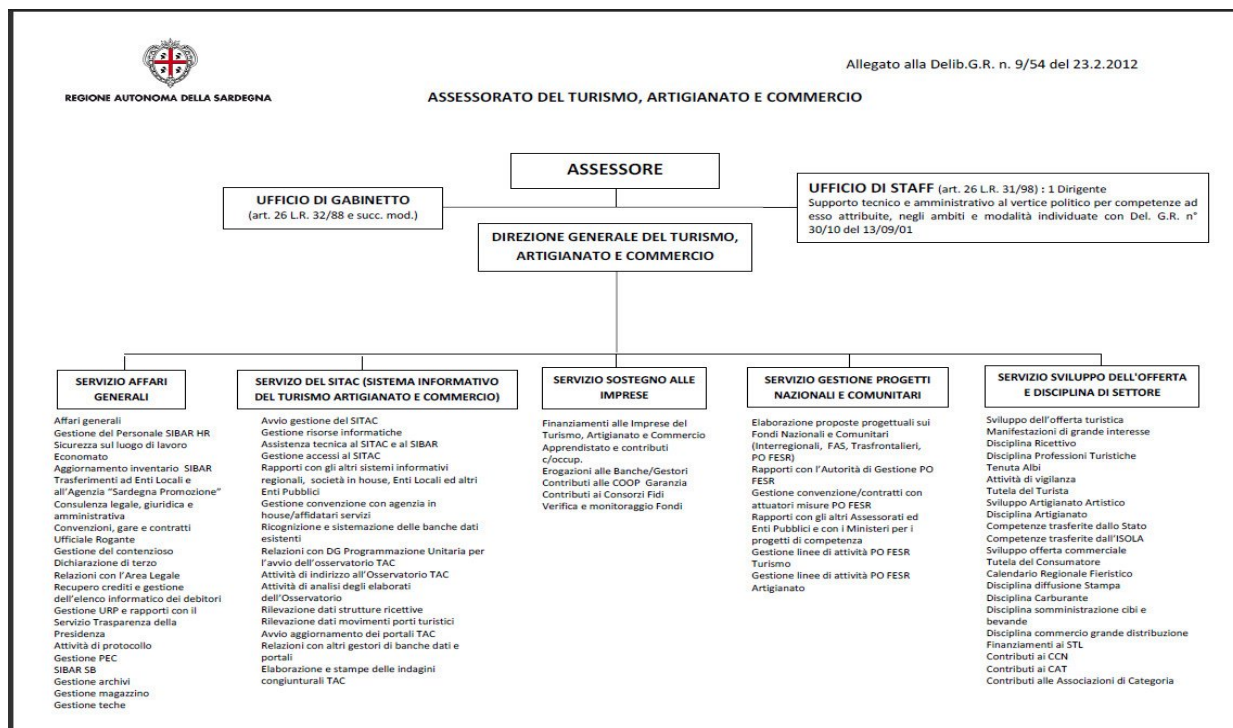 REGIONE AUTONOMA DELLA SARDEGNA
Allegato alla Delib.G.R. n. 9/54 del 23.2.2012
ASSESSORATO DEL TURISMO, ARTIGIANATO E COMMERCIO
ASSESSORE
UFFICIO DI GABINETTO
(art. 26 L.R. 32/88 e succ. mod.)
UFFICIO DI STAFF (art. 26 L.R. 31/98) : 1 Dirigente
Supporto tecnico e amministrativo al vertice politico per competenze ad
esso attribuite, negli ambiti e modalità individuate con Del. G.R. n°
30/10 del 13/09/01
DIREZIONE GENERALE DEL TURISMO,
ARTIGIANATO E COMMERCIO
SERVIZIO AFFARI
GENERALI
Affari generali
Gestione del Personale SIBAR HR
Sicurezza sul luogo di lavoro
Economato
Aggiornamento inventario SIBAR
Trasferimenti ad Enti Locali e
all'Agenzia "Sardegna Promozione"
Consulenza legale, giuridica e
amministrativa
Convenzioni, gare e contratti
Ufficiale Rogante
Gestione del contenzioso
Dichiarazione di terzo
Relazioni con l'Area Legale
Recupero crediti e gestione
dell'elenco informatico dei debitori
Gestione URP e rapporti con il
Servizio Trasparenza della
Presidenza
Attività di protocollo
Gestione PEC
SIBAR SB
Gestione archivi
Gestione magazzino
Gestione teche
SERVIZO DEL SITAC (SISTEMA INFORMATIVO
DEL TURISMO ARTIGIANATO E COMMERCIO)
Avvio gestione del SITAC
Gestione risorse informatiche
Assistenza tecnica al SITAC e al SIBAR
Gestione accessi al SITAC
Rapporti con gli altri sistemi informativi
regionali, società in house, Enti Locali ed altri
Enti Pubblici
Gestione convenzione con agenzia in
house/affidatari servizi
Ricognizione e sistemazione delle banche dati
esistenti
Relazioni con DG Programmazione Unitaria per
l'avvio dell'osservatorio TAC
Attività di indirizzo all'Osservatorio TAC
Attività di analisi degli elaborati
dell'Osservatorio
Rilevazione dati strutture ricettive
Rilevazione dati movimenti porti turistici
Avvio aggiornamento dei portali TAC
Relazioni con altri gestori di banche dati e
portali
Elaborazione e stampe delle indagini
congiunturali TAC
SERVIZIO SOSTEGNO ALLE
IMPRESE
Finanziamenti alle Imprese del
Turismo, Artigianato e Commercio
Apprendistato e contributi
c/occup.
Erogazioni alle Banche/Gestori
Contributi alle COOP Garanzia
Contributi ai Consorzi Fidi
Verifica e monitoraggio Fondi
SERVIZIO GESTIONE PROGETTI
NAZIONALI E COMUNITARI
Elaborazione proposte progettuali sui
Fondi Nazionali e Comunitari
(Interregionali, FAS, Trasfrontalieri,
PO FESR)
Rapporti con l'Autorità di Gestione PO
FESR
Gestione convenzione/contratti con
attuatori misure PO FESR
Rapporti con gli altri Assessorati ed
Enti Pubblici e con i Ministeri per i
progetti di competenza
Gestione linee di attività PO FESR
Turismo
Gestione linee di attività PO FESR
Artigianato
SERVIZIO SVILUPPO DELL'OFFERTA
E DISCIPLINA DI SETTORE
Sviluppo dell'offerta turistica
Manifestazioni di grande interesse
Disciplina Ricettivo
Disciplina Professioni Turistiche
Tenuta Albi
Attività di vigilanza
Tutela del Turista
Sviluppo Artigianato Artistico
Disciplina Artigianato
Competenze trasferite dallo Stato
Competenze trasferite dall'ISOLA
Sviluppo offerta commerciale
Tutela del Consumatore
Calendario Regionale Fieristico
Disciplina diffusione Stampa
Disciplina Carburante
Disciplina somministrazione cibi e
bevande
Disciplina commercio grande distribuzione
Finanziamenti ai STL
Contributi ai CCN
Contributi ai CAT
Contributi alle Associazioni di Categoria